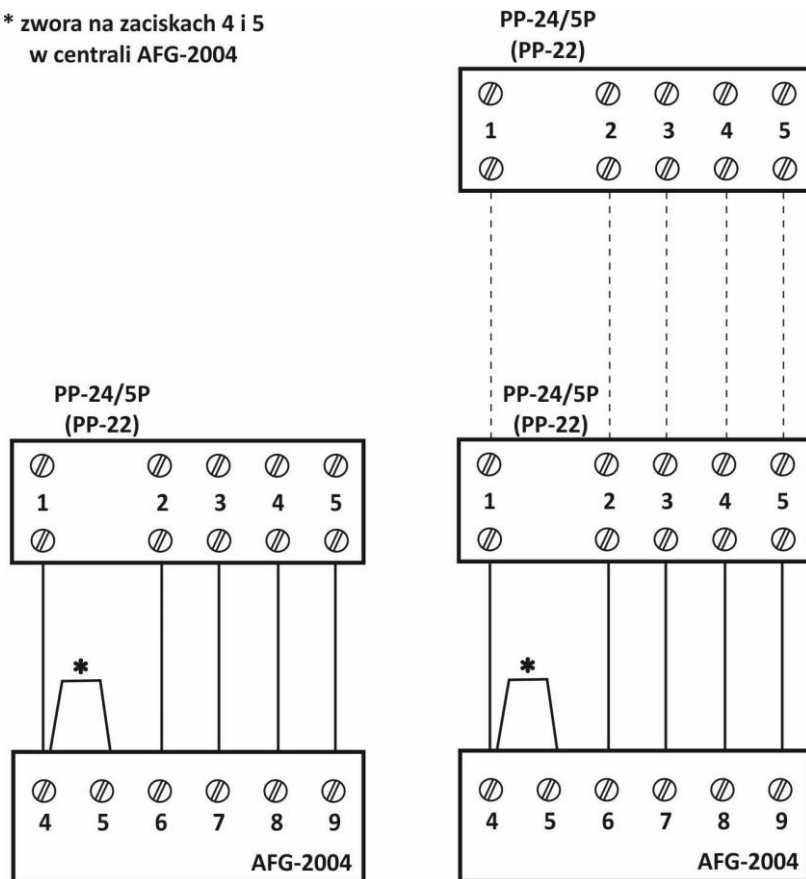 * zwora na zaciskach 4 i 5
w centrali AFG-2004
PP-24/5P
(PP-22)
1 2 3 4 5
PP-24/5P
(PP-22)
1 2 3 4 5
*
4 5 6 7 8 9
AFG-2004
PP-24/5P
(PP-22)
1 2 3 4 5
*
4 5 6 7 8 9
AFG-2004